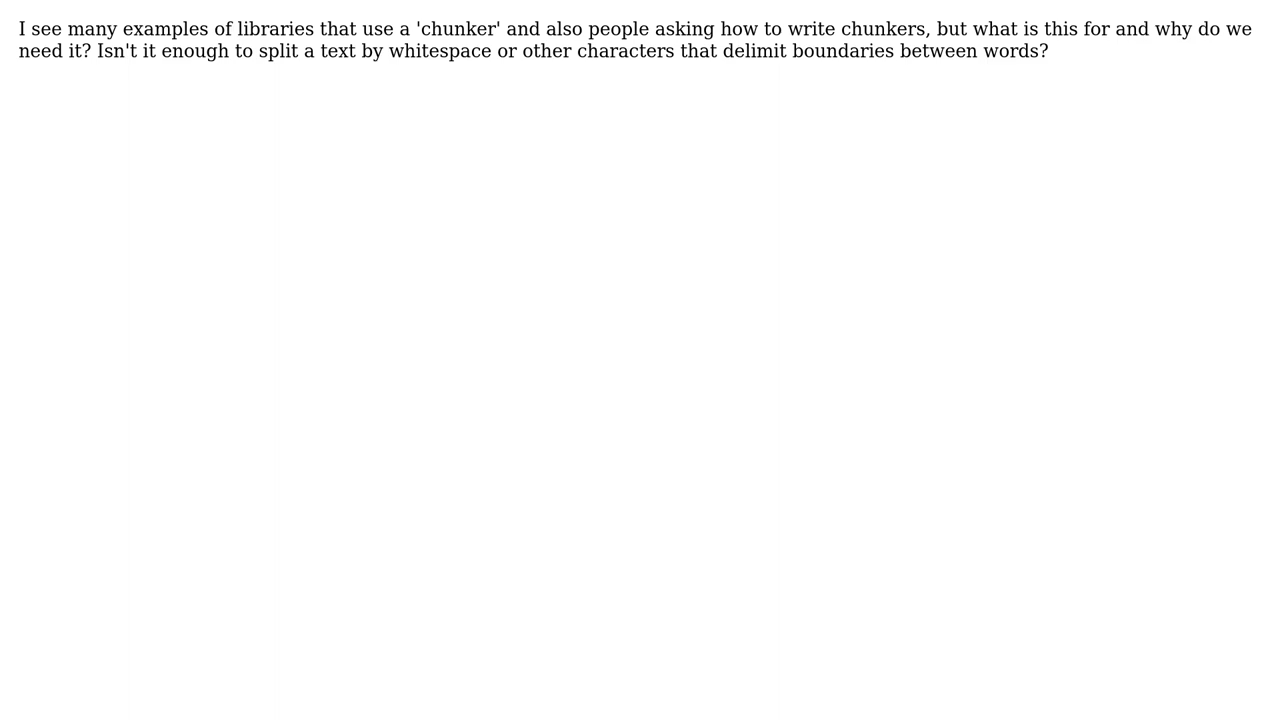 I see many examples of libraries that use a 'chunker' and also people asking how to write chunkers, but what is this for and why do we
need it? Isn't it enough to split a text by whitespace or other characters that delimit boundaries between words?